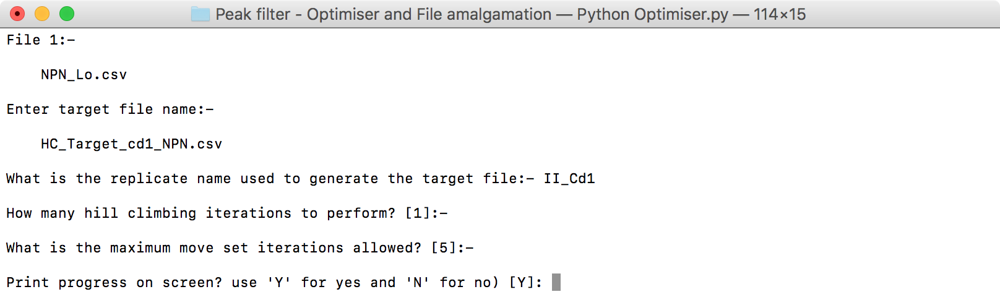 Peak filter - Optimiser and File amalgamation — Python Optimiser.py — 114×15
File 1:-
NPN_Lo.csv
Enter target file name:-
HC_Target_cd1_NPN.csv
What is the replicate name used to generate the target file:- II_Cd1
How many hill climbing iterations to perform? [1]:-
What is the maximum move set iterations allowed? [5]:-
Print progress on screen? use 'Y' for yes and 'N' for no) [Y]: